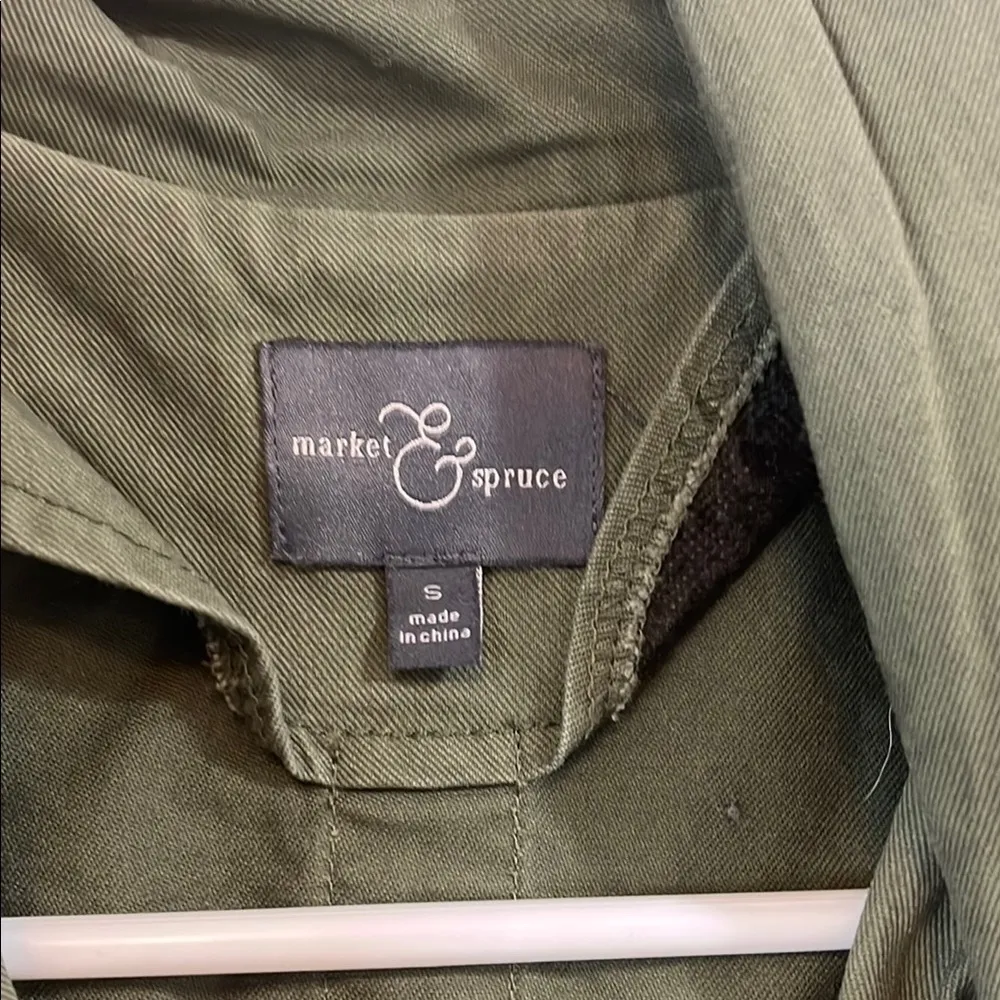 market & spruce
S
made
in china